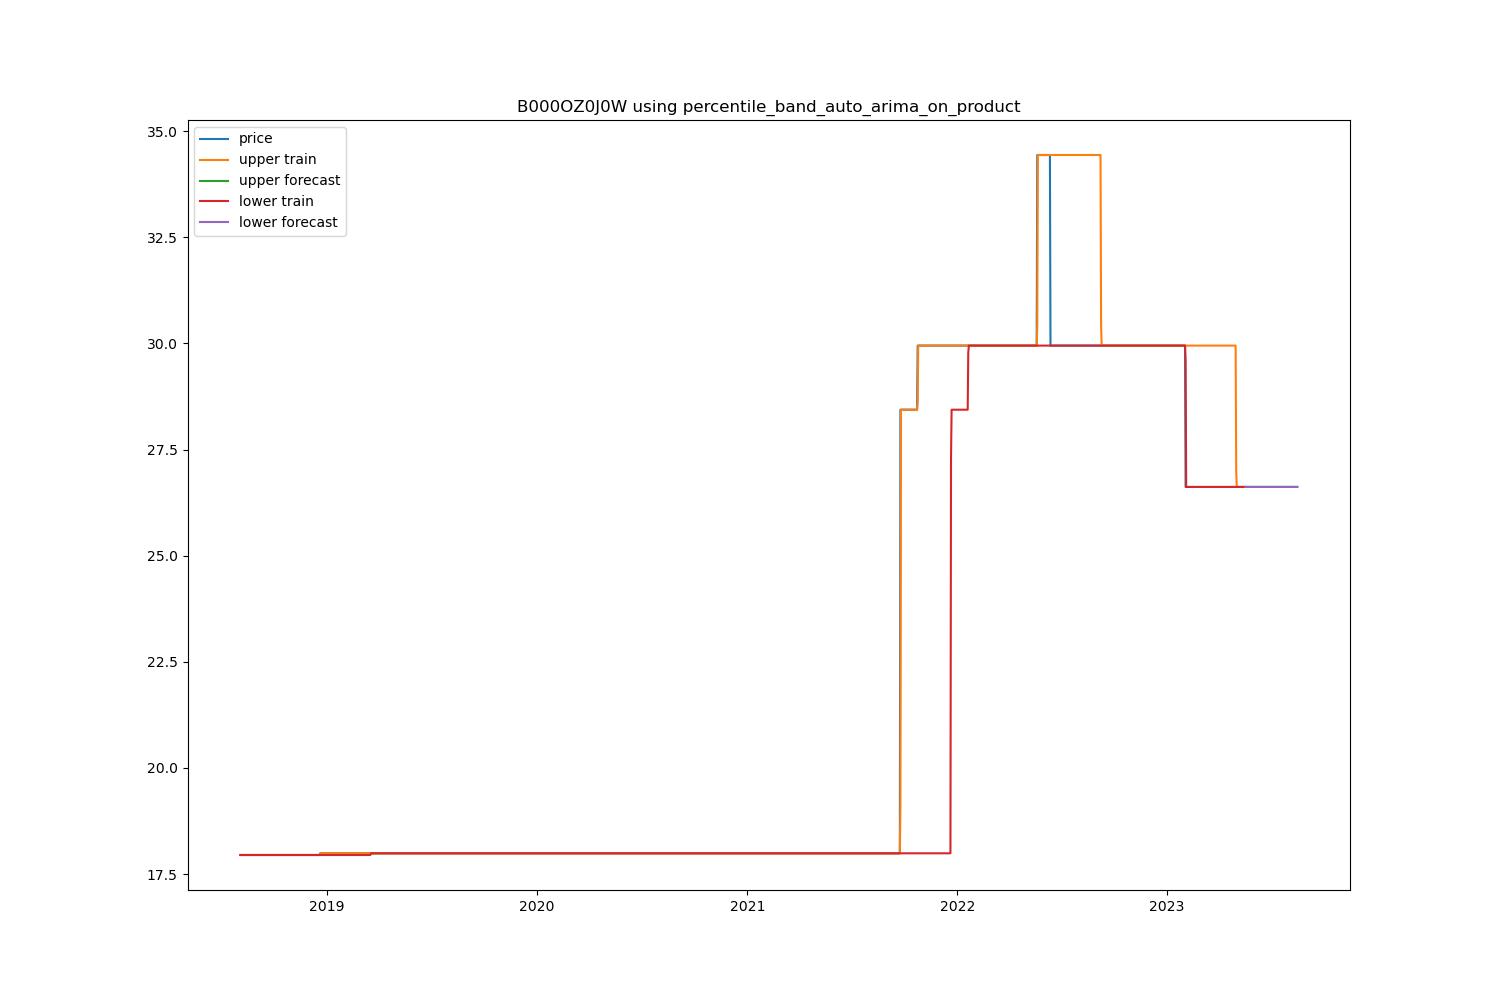 B000OZ0J0W using percentile_band_auto_arima_on_product
price
upper train
upper forecast
lower train
lower forecast
35.0
32.5
30.0
27.5
25.0
22.5
20.0
17.5
2019 2020 2021 2022 2023